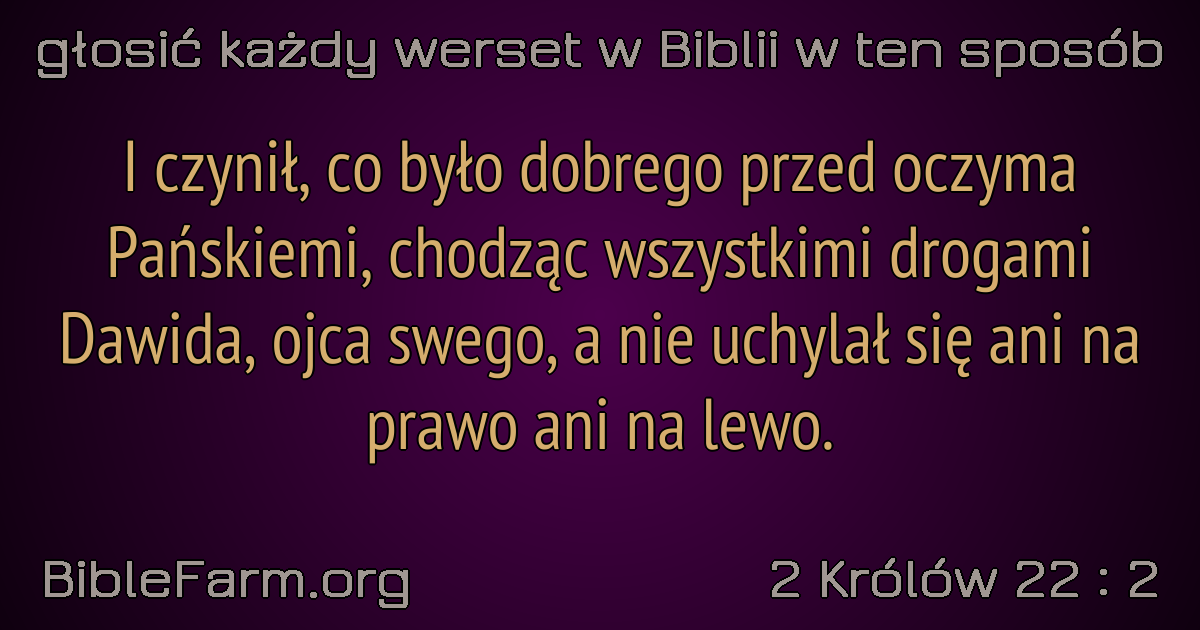 głosić każdy werset w Biblii w ten sposób
I czynił, co było dobrego przed oczyma
Pańskiemi, chodząc wszystkimi drogami
Dawida, ojca swego, a nie uchylał się ani na
prawo ani na lewo.
BibleFarm.org
2 Królów 22 : 2